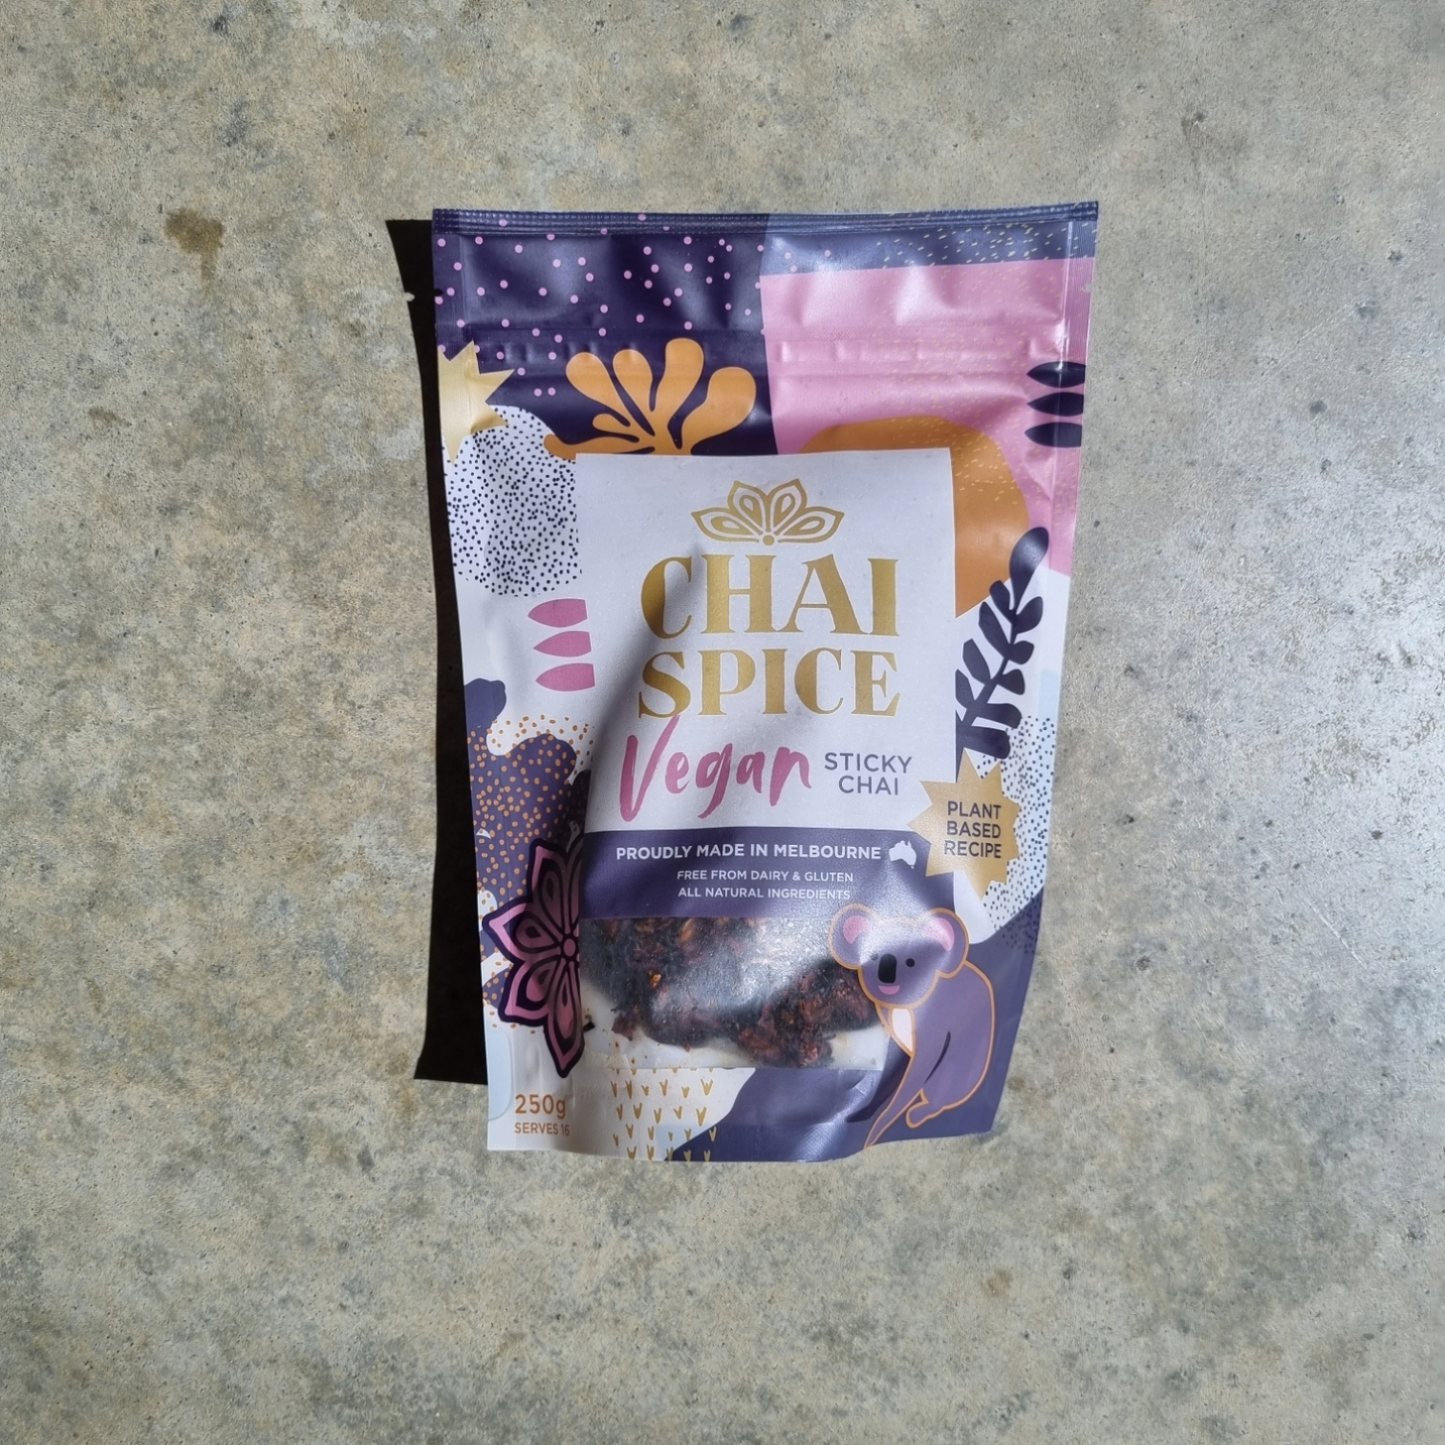 CHAI
SPICE
Vegan STICKY
CHAI
PLANT
BASED
RECIPE
PROUDLY MADE IN MELBOURNE
FREE FROM DAIRY & GLUTEN
ALL NATURAL INGREDIENTS
250g
SERVES 16